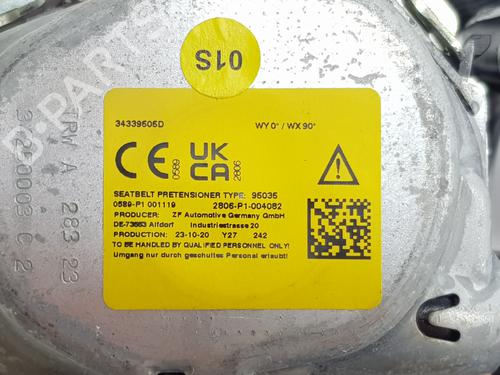 01S
34339505D WY 0° / WX 90°
CE 0589 UK CA 2806
SEATBELT PRETENSIONER TYPE: 95035
0589-P1 001119 2806-P1-004082
PRODUCER: ZF Automotive Germany GmbH
DE-73553 Alfdorf Industriestrasse 20
PRODUCTION: 23-10-20 Y27 242
TO BE HANDLED BY QUALIFIED PERSONNEL ONLY!
Umgang nur durch geschultes Personal erlaubt!
TRW A 283 23